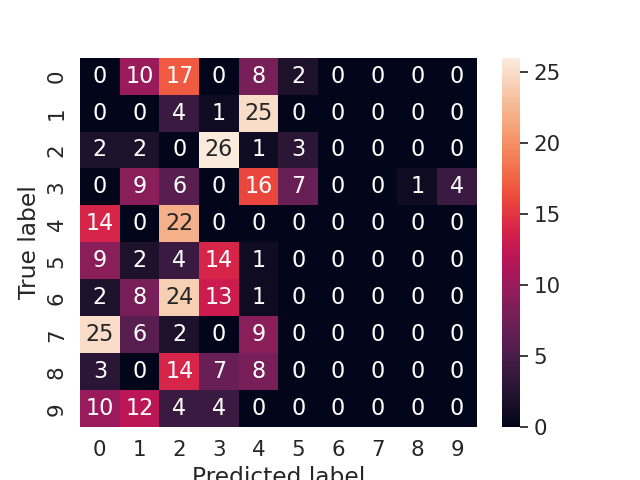 0 0 10 17 0 8 2 0 0 0 0
1 0 0 4 1 25 0 0 0 0 0
2 2 2 0 26 1 3 0 0 0 0
3 0 9 6 0 16 7 0 0 1 4
4 14 0 22 0 0 0 0 0 0 0
5 9 2 4 14 1 0 0 0 0 0
6 2 8 24 13 1 0 0 0 0 0
7 25 6 2 0 9 0 0 0 0 0
8 3 0 14 7 8 0 0 0 0 0
9 10 12 4 4 0 0 0 0 0 0
0 1 2 3 4 5 6 7 8 9
True label
Predicted label
25
20
15
10
5
0